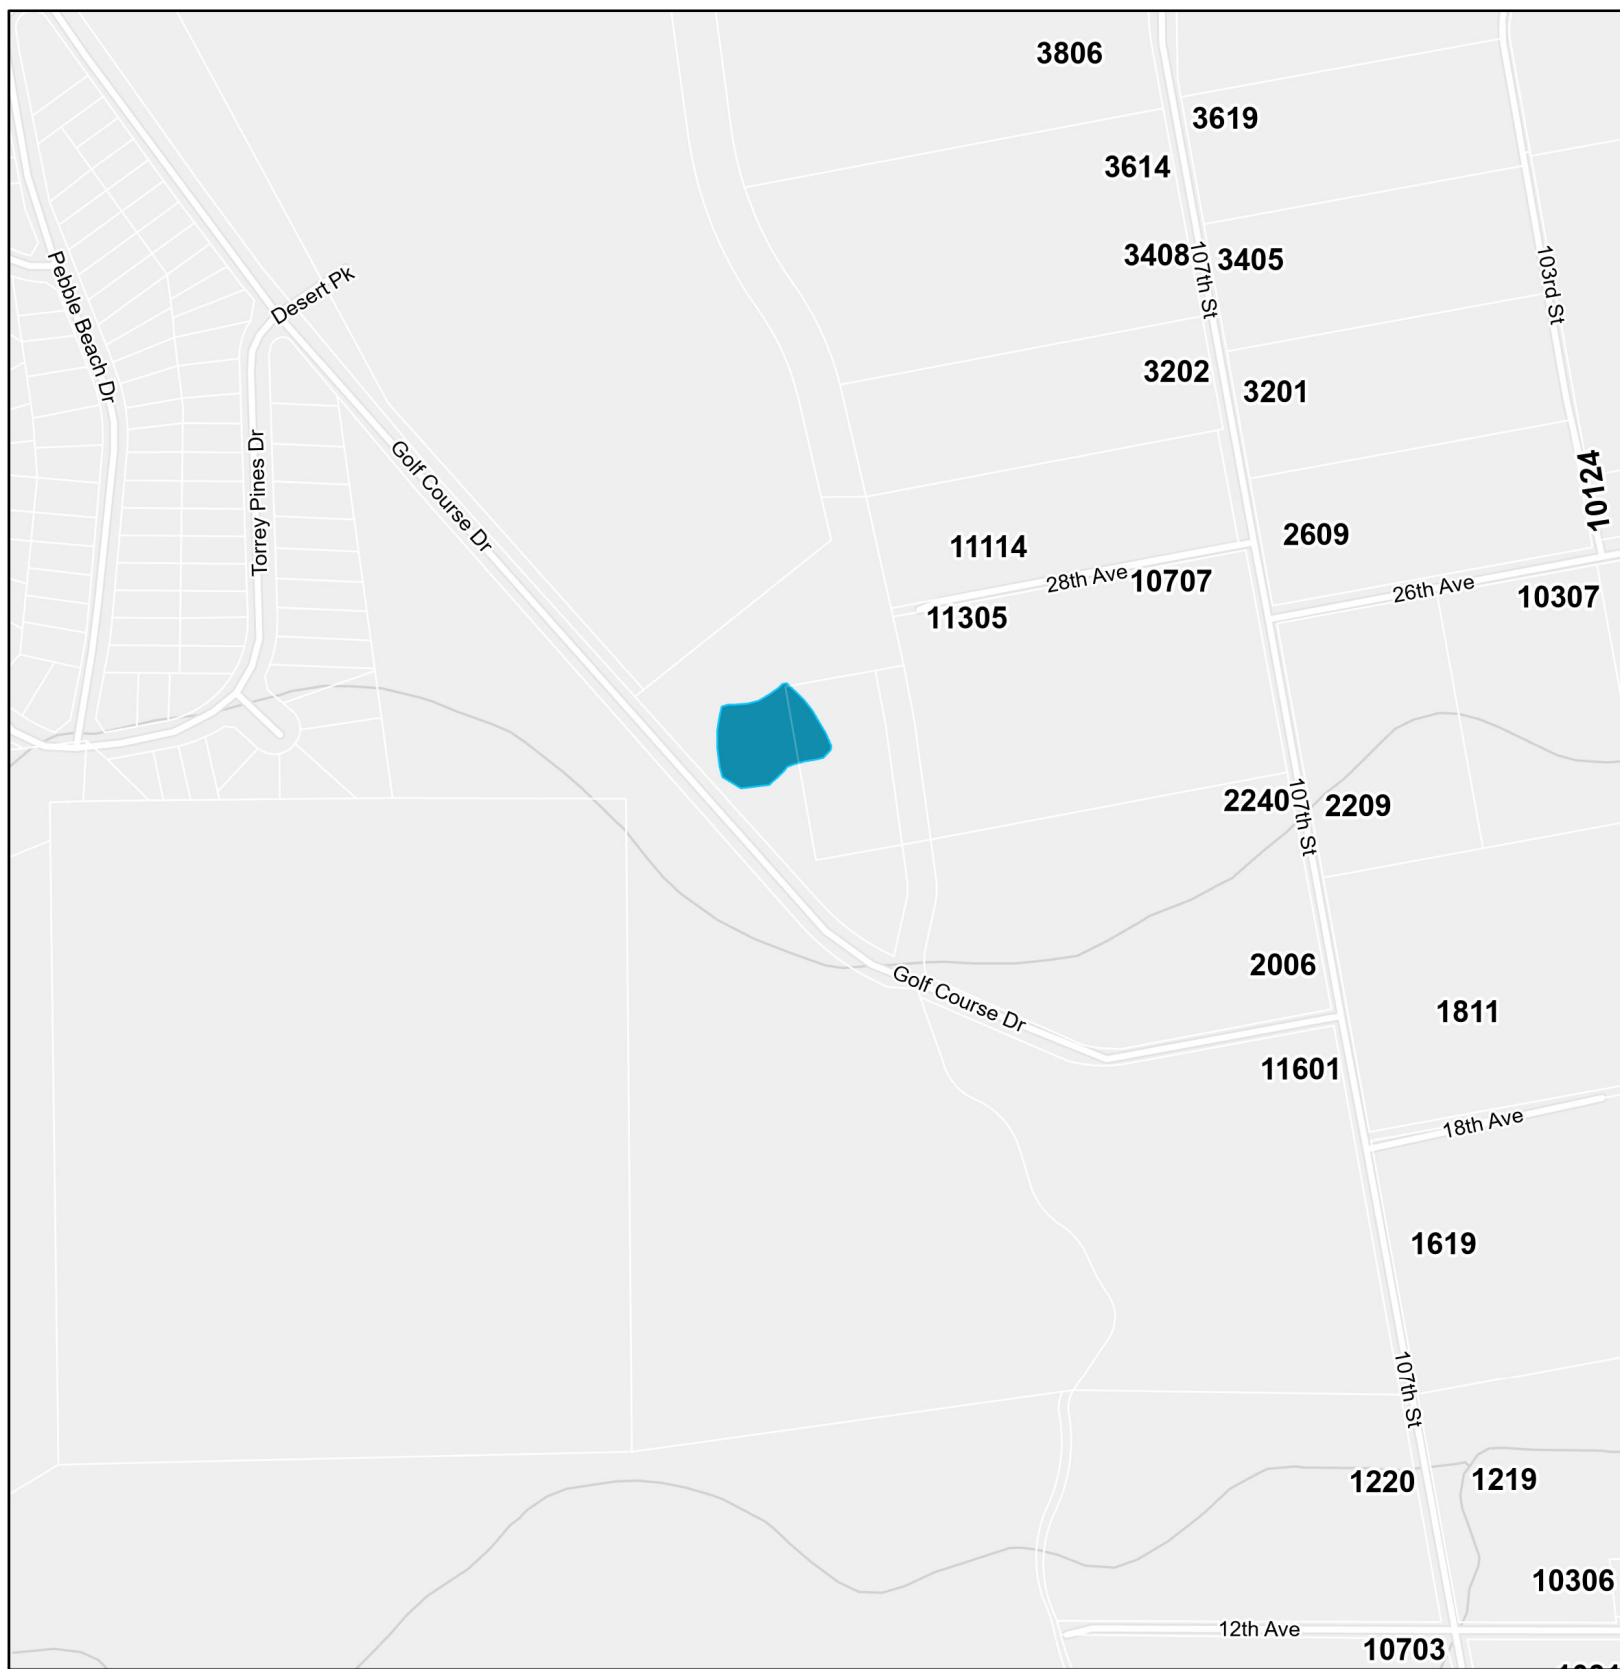 3806
3619
3614
3408
107th St
3405
103rd St
Pebble Beach Dr
Desert Pk
3202
3201
Torrey Pines Dr
Golf Course Dr
10124
11114
2609
28th Ave
10707
26th Ave
10307
11305
2240
107th St
2209
2006
Golf Course Dr
1811
11601
18th Ave
1619
107th St
1220
1219
10306
12th Ave
10703